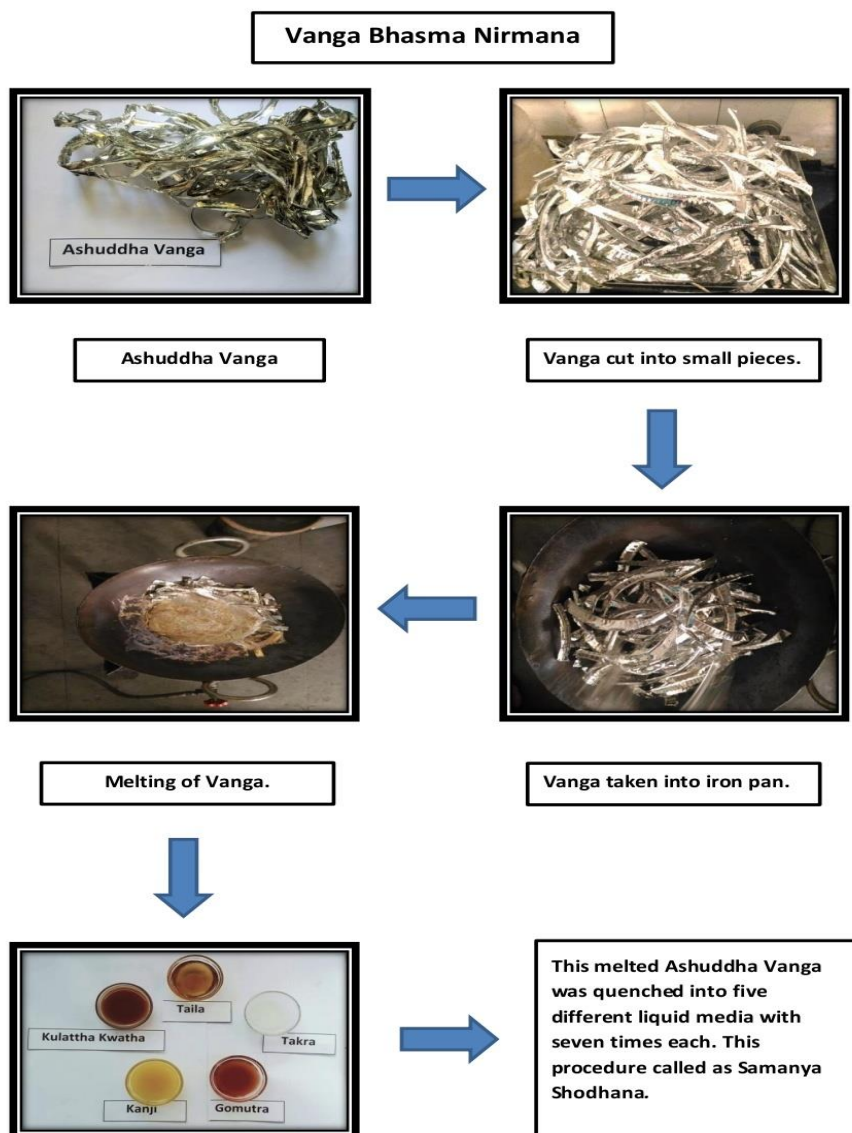 Vanga Bhasma Nirmana
Ashuddha Vanga
Ashuddha Vanga
Vanga cut into small pieces.
Melting of Vanga.
Vanga taken into iron pan.
Taila
Kulattha Kwatha
Takra
Kanji
Gomutra
This melted Ashuddha Vanga
was quenched into five
different liquid media with
seven times each. This
procedure called as Samanya
Shodhana.